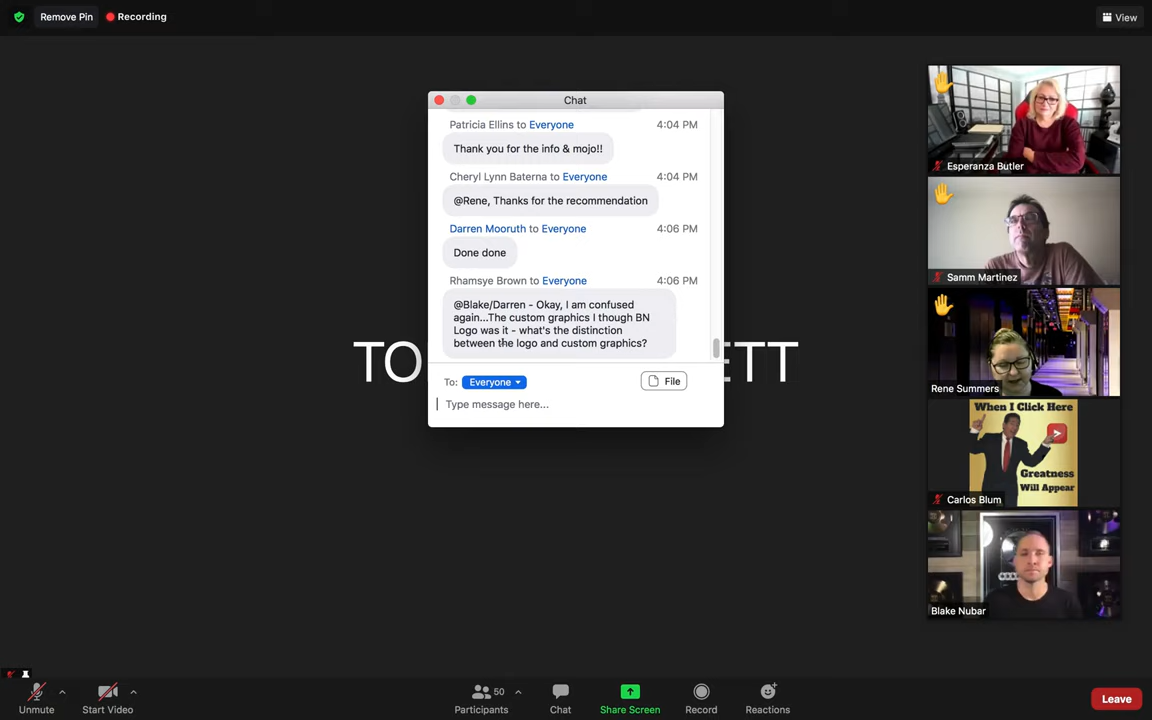 Remove Pin
Recording
View
Chat
Patricia Ellins to Everyone 4:04 PM
Thank you for the info & mojo!!
Cheryl Lynn Baterna to Everyone 4:04 PM
@Rene, Thanks for the recommendation
Darren Mooruth to Everyone 4:06 PM
Done done
Rhamsye Brown to Everyone 4:06 PM
@Blake/Darren - Okay, I am confused
again...The custom graphics I though BN
Logo was it - what's the distinction
between the logo and custom graphics?
To: Everyone
File
Type message here...
Esperanza Butler
Samm Martinez
Rene Summers
When I Click Here
Greatness
Will Appear
Carlos Blum
Blake Nubar
Unmute
Start Video
50
Participants
Chat
Share Screen
Record
Reactions
Leave